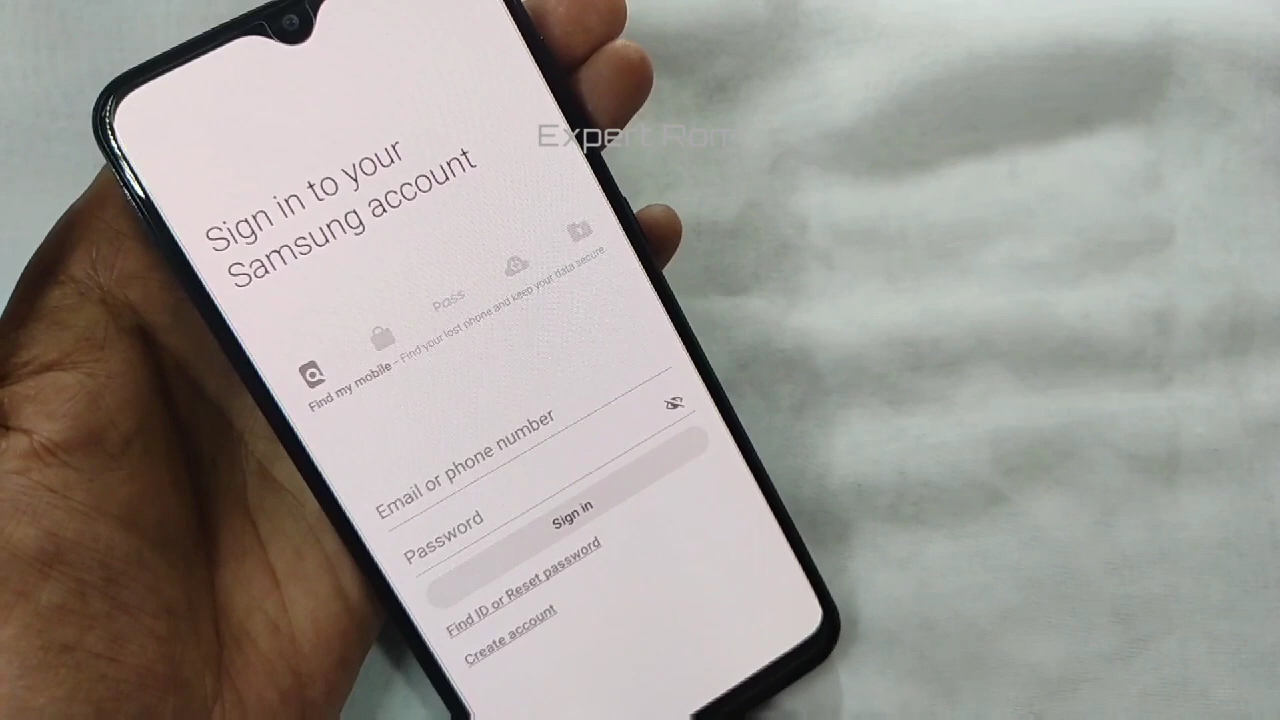 Expert Rom
Sign in to your
Samsung account
Pass
Find my mobile - Find your lost phone and keep your data secure.
Email or phone number
Password
Sign in
Find ID or Reset password
Create account